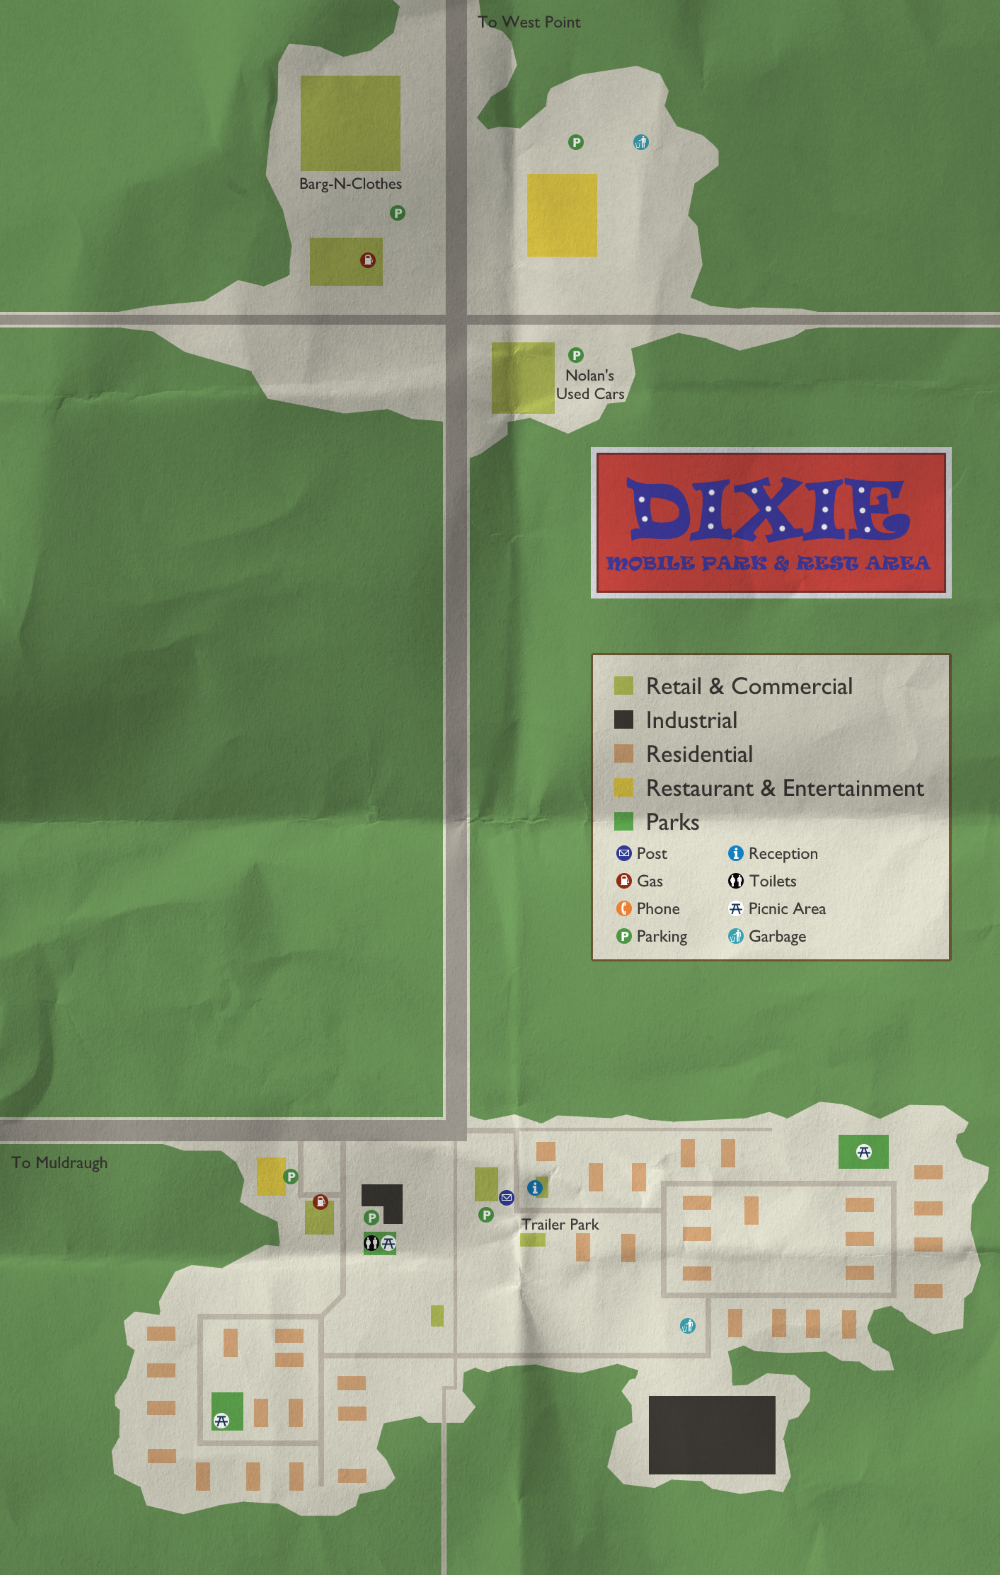 To West Point
P
Barg-N-Clothes
P
P
Nolan's
Used Cars
DIXIE
MOBILE PARK & REST AREA
Retail & Commercial
Industrial
Residential
Restaurant & Entertainment
Parks
Post
i Reception
Gas
Toilets
Phone
Picnic Area
P Parking
Garbage
To Muldraugh
P
i
P
P
Trailer Park